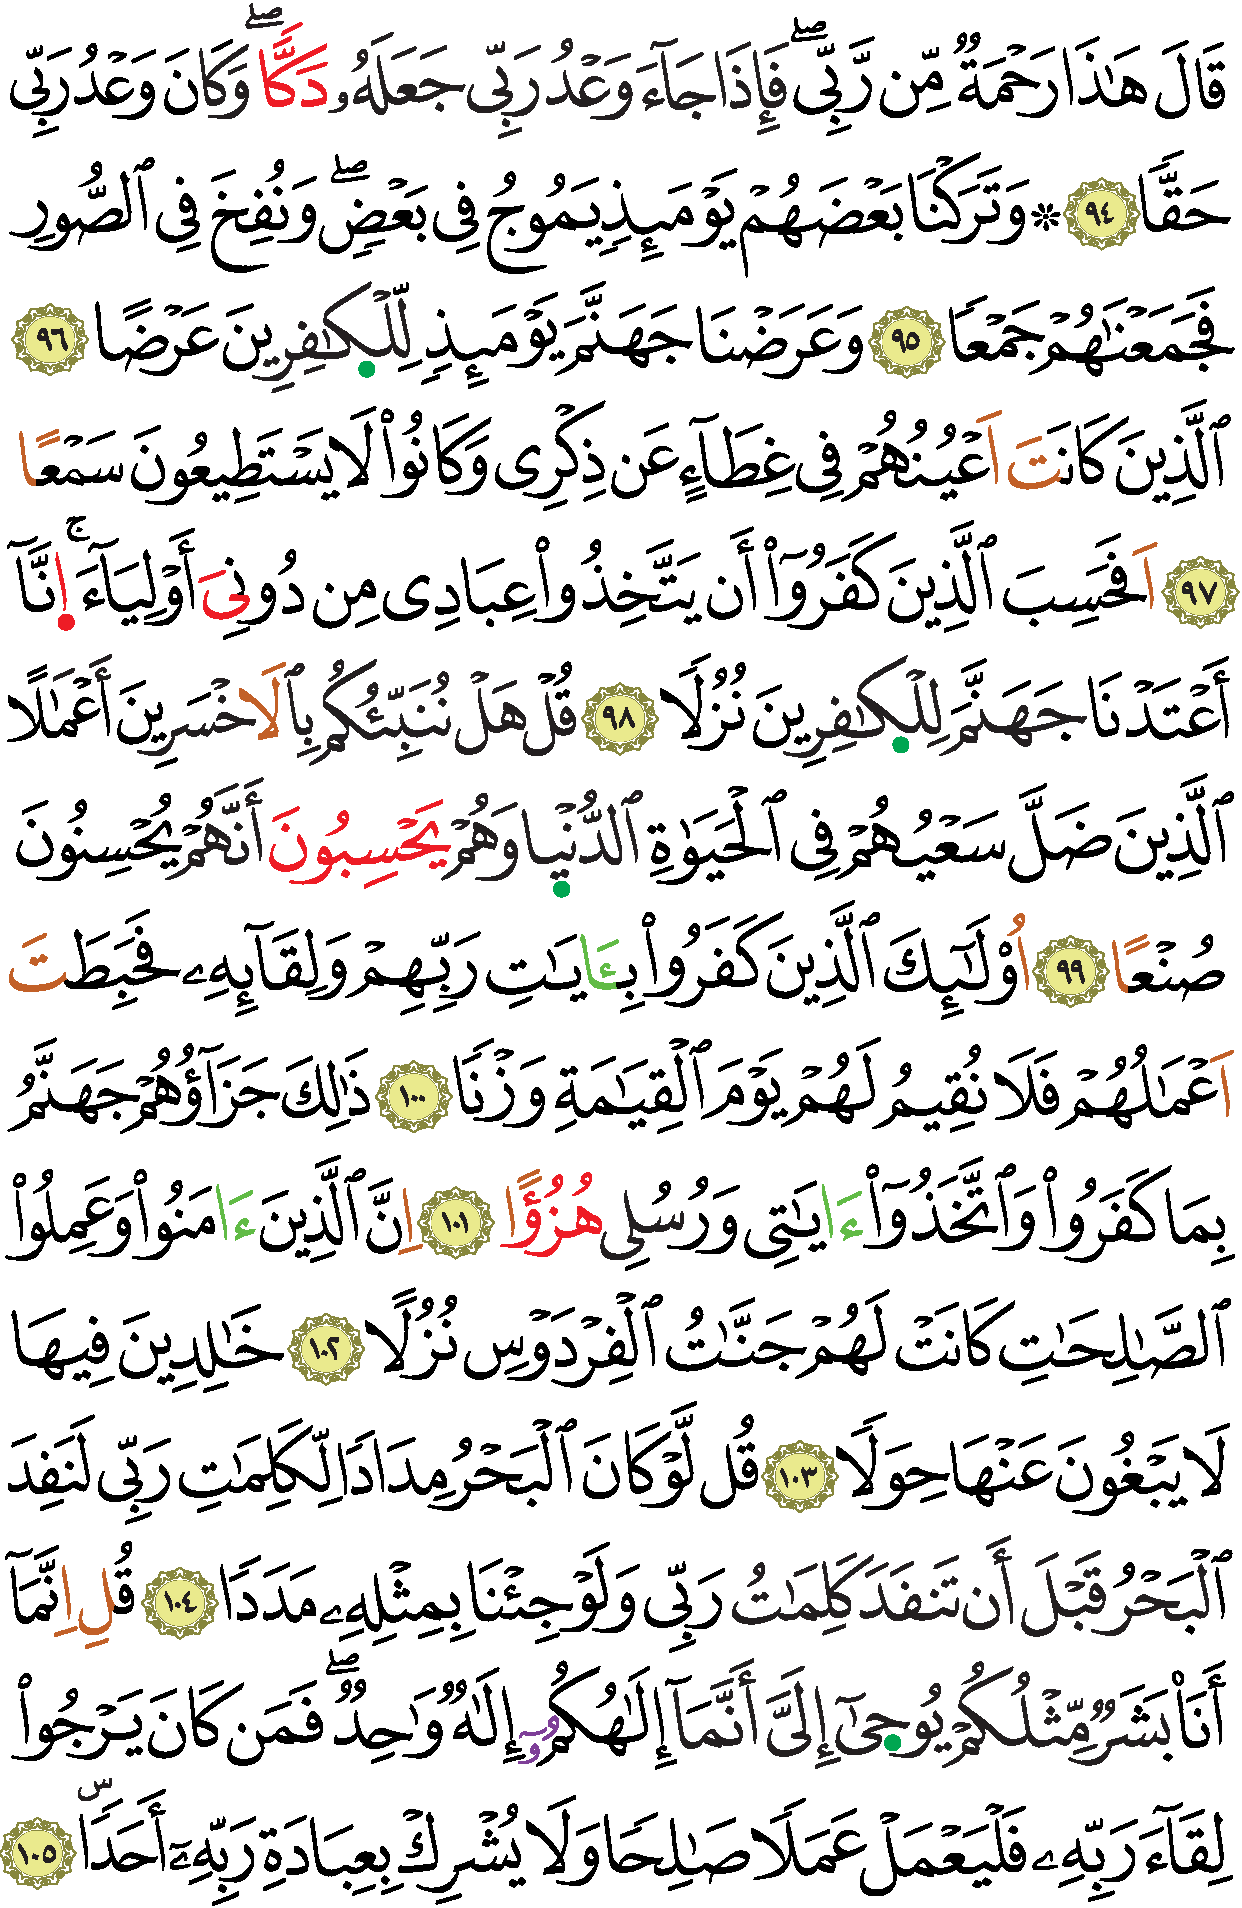 قَالَ هَٰذَا رَحْمَةٌ مِّن رَّبِّي ۖ فَإِذَا جَآءَ وَعْدُ رَبِّي جَعَلَهُۥ دَكًّا ۖ وَكَانَ وَعْدُ رَبِّي
حَقًّا ٩٤ ۞ وَتَرَكْنَا بَعْضَهُمْ يَوْمَئِذٍ يَمُوجُ فِي بَعْضٍ ۖ وَنُفِخَ فِي ٱلصُّورِ
فَجَمَعْنَٰهُمْ جَمْعًا ٩٥ وَعَرَضْنَا جَهَنَّمَ يَوْمَئِذٍ لِّلْكَٰفِرِينَ عَرْضًا ٩٦
ٱلَّذِينَ كَانَتَ اَعْيُنُهُمْ فِي غِطَآءٍ عَن ذِكْرِي وَكَانُوا۟ لَا يَسْتَطِيعُونَ سَمْعًا
٩٧ اَفَحَسِبَ ٱلَّذِينَ كَفَرُوٓا۟ أَن يَتَّخِذُوا۟ عِبَادِي مِن دُونِيَ أَوْلِيَآءَ ۚ إِنَّآ
أَعْتَدْنَا جَهَنَّمَ لِلْكَٰفِرِينَ نُزُلًا ٩٨ قُلْ هَلْ نُنَبِّئُكُم بِٱلَاخْسَرِينَ أَعْمَٰلًا
ٱلَّذِينَ ضَلَّ سَعْيُهُمْ فِي ٱلْحَيَوٰةِ ٱلدُّنْيَا وَهُمْ يَحْسِبُونَ أَنَّهُمْ يُحْسِنُونَ
صُنْعًا ٩٩ اُو۟لَٰٓئِكَ ٱلَّذِينَ كَفَرُوا۟ بِـَٔايَٰتِ رَبِّهِمْ وَلِقَآئِهِۦ فَحَبِطَتَ
اَعْمَٰلُهُمْ فَلَا نُقِيمُ لَهُمْ يَوْمَ ٱلْقِيَٰمَةِ وَزْنًا ١٠٠ ذَٰلِكَ جَزَآؤُهُمْ جَهَنَّمُ
بِمَا كَفَرُوا۟ وَٱتَّخَذُوٓا۟ ءَايَٰتِي وَرُسُلِي هُزُؤًا ١٠١ اِنَّ ٱلَّذِينَ ءَامَنُوا۟ وَعَمِلُوا۟
ٱلصَّٰلِحَٰتِ كَانَتْ لَهُمْ جَنَّٰتُ ٱلْفِرْدَوْسِ نُزُلًا ١٠٢ خَٰلِدِينَ فِيهَا
لَا يَبْغُونَ عَنْهَا حِوَلًا ١٠٣ قُل لَّوْ كَانَ ٱلْبَحْرُ مِدَادًا لِّكَلِمَٰتِ رَبِّي لَنَفِدَ
ٱلْبَحْرُ قَبْلَ أَن تَنفَدَ كَلِمَٰتُ رَبِّي وَلَوْ جِئْنَا بِمِثْلِهِۦ مَدَدًا ١٠٤ قُلِ اِنَّمَآ
أَنَا۠ بَشَرٌ مِّثْلُكُمْ يُوحَىٰٓ إِلَيَّ أَنَّمَآ إِلَٰهُكُمُۥٓ إِلَٰهٌ وَٰحِدٌ ۖ فَمَن كَانَ يَرْجُوا۟
لِقَآءَ رَبِّهِۦ فَلْيَعْمَلْ عَمَلًا صَٰلِحًا وَلَا يُشْرِكْ بِعِبَادَةِ رَبِّهِۦٓ أَحَدًا ۜ ١٠٥